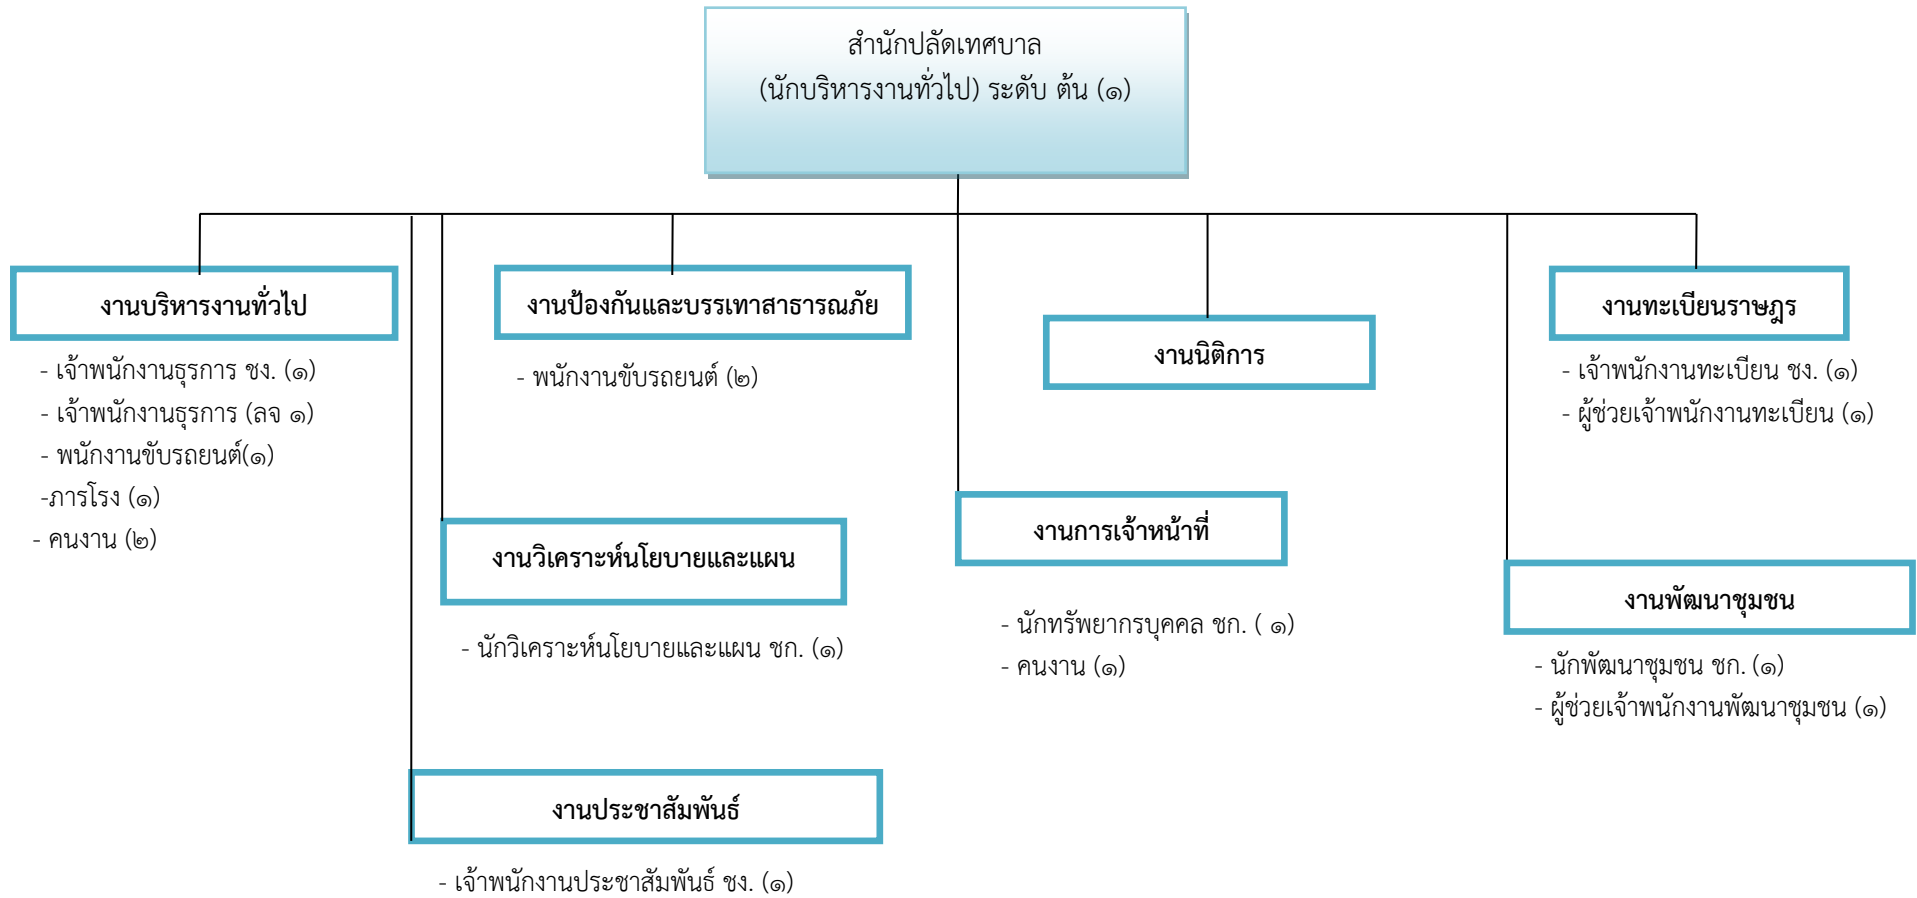 สำนักปลัดเทศบาล
(นักบริหารงานทั่วไป) ระดับ ต้น (๑)
งานบริหารงานทั่วไป
- เจ้าพนักงานธุรการ ชง. (๑)
- เจ้าพนักงานธุรการ (ลจ ๑)
- พนักงานขับรถยนต์(๑)
-ภารโรง (๑)
- คนงาน (๒)
งานป้องกันและบรรเทาสาธารณภัย
- พนักงานขับรถยนต์ (๒)
งานนิติการ
งานทะเบียนราษฎร
- เจ้าพนักงานทะเบียน ชง. (๑)
- ผู้ช่วยเจ้าพนักงานทะเบียน (๑)
งานวิเคราะห์นโยบายและแผน
- นักวิเคราะห์นโยบายและแผน ชก. (๑)
งานการเจ้าหน้าที่
- นักทรัพยากรบุคคล ชก. ( ๑)
- คนงาน (๑)
งานพัฒนาชุมชน
- นักพัฒนาชุมชน ชก. (๑)
- ผู้ช่วยเจ้าพนักงานพัฒนาชุมชน (๑)
งานประชาสัมพันธ์
- เจ้าพนักงานประชาสัมพันธ์ ชง. (๑)